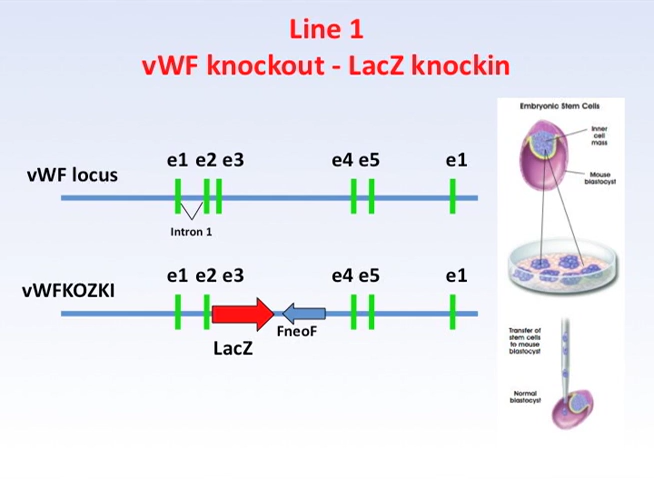 Line 1
vWF knockout - LacZ knockin
Embryonic Stem Cells
Inner
cell
mass
Mouse
blastocyst
vWF locus
e1 e2 e3 e4 e5 e1
Intron 1
vWFKOZKI
e1 e2 e3 e4 e5 e1
FneoF
LacZ
Transfer of
stem cells
to mouse
blastocyst
Normal
blastocyst